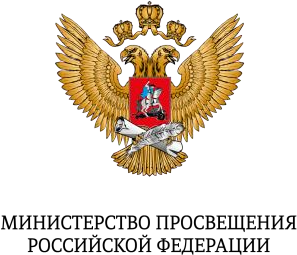 МИНИСТЕРСТВО ПРОСВЕЩЕНИЯ
РОССИЙСКОЙ ФЕДЕРАЦИИ